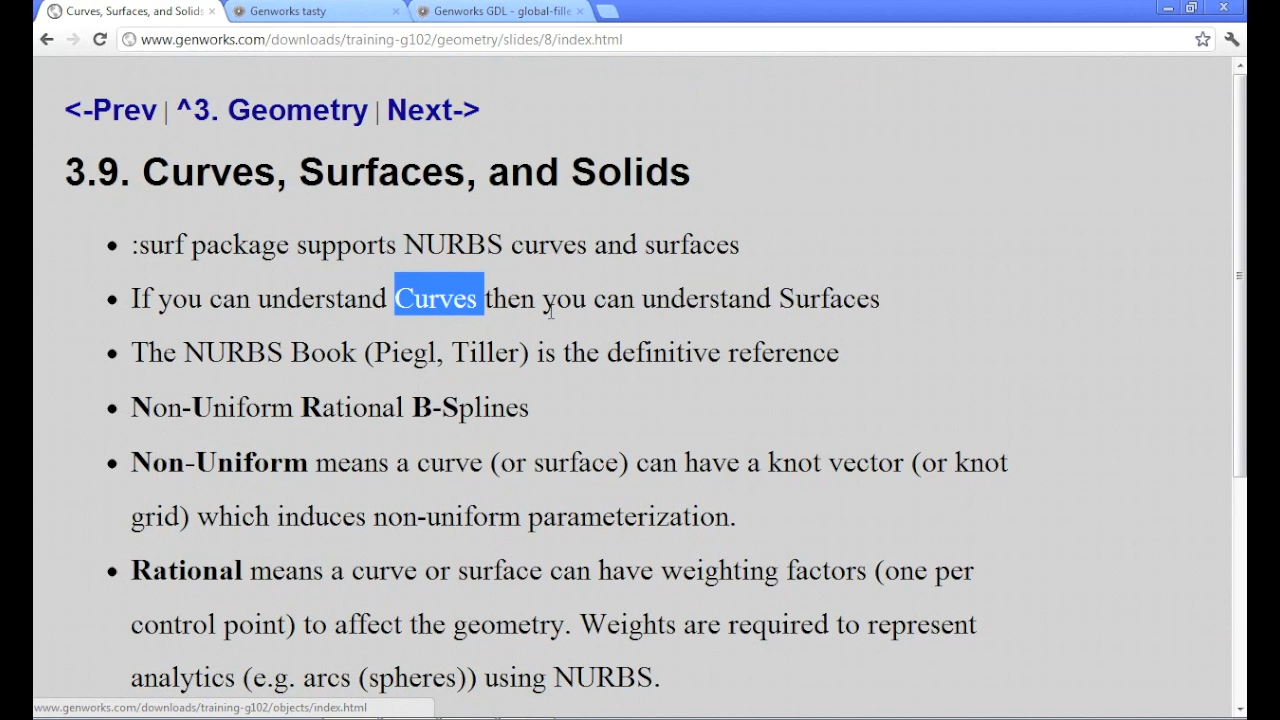 Curves, Surfaces, and Solids
Genworks tasty
Genworks GDL - global-fille
www.genworks.com/downloads/training-g102/geometry/slides/8/index.html
<-Prev | ^3. Geometry | Next->
3.9. Curves, Surfaces, and Solids
:surf package supports NURBS curves and surfaces
If you can understand Curves then you can understand Surfaces
The NURBS Book (Piegl, Tiller) is the definitive reference
Non-Uniform Rational B-Splines
Non-Uniform means a curve (or surface) can have a knot vector (or knot
grid) which induces non-uniform parameterization.
Rational means a curve or surface can have weighting factors (one per
control point) to affect the geometry. Weights are required to represent
analytics (e.g. arcs (spheres)) using NURBS.
www.genworks.com/downloads/training-g102/objects/index.html